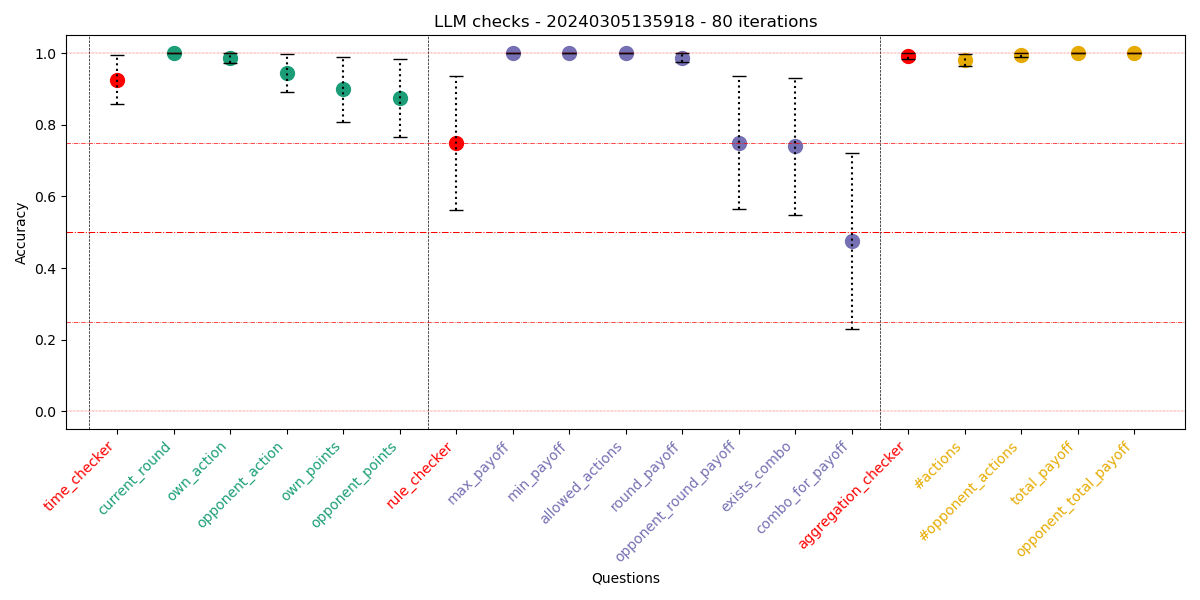 LLM checks - 20240305135918 - 80 iterations
Accuracy
1.0
0.8
0.6
0.4
0.2
0.0
time_checker
current_round
own_action
opponent_action
own_points
opponent_points
rule_checker
max_payoff
min_payoff
allowed_actions
round_payoff
opponent_round_payoff
exists_combo
combo_for_payoff
aggregation_checker
#actions
#opponent_actions
total_payoff
opponent_total_payoff
Questions